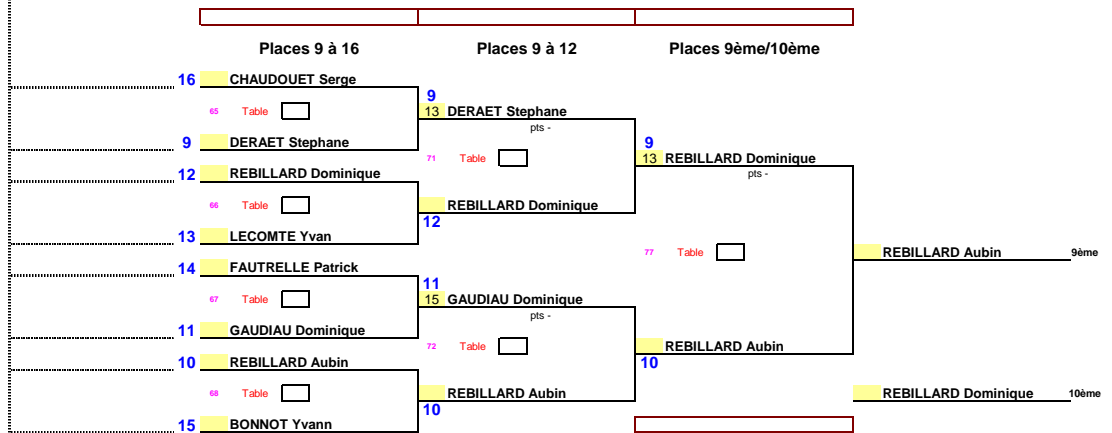 Places 9 à 16 Places 9 à 12 Places 9ème/10ème
16 CHAUDOUET Serge
9
65 Table 13 DERAET Stephane
pts -
9 DERAET Stephane 9
71 Table 13 REBILLARD Dominique
12 REBILLARD Dominique pts -
66 Table REBILLARD Dominique
12
13 LECOMTE Yvan
77 Table REBILLARD Aubin 9ème
14 FAUTRELLE Patrick
11
67 Table 15 GAUDIAU Dominique
pts -
11 GAUDIAU Dominique
72 Table REBILLARD Aubin
10 REBILLARD Aubin 10
68 Table REBILLARD Aubin REBILLARD Dominique 10ème
10
15 BONNOT Yvann